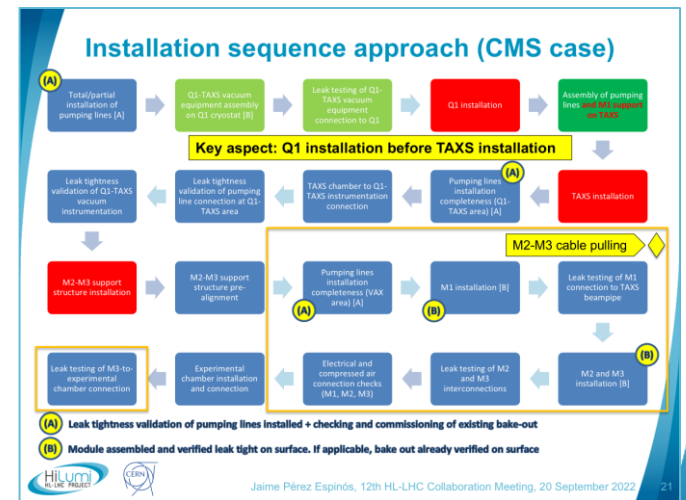 Installation sequence approach (CMS case)
(A)
Total/partial
installation of
pumping lines [A]
Q1-TAXS vacuum
equipment assembly
on Q1 cryostat [B]
Leak testing of Q1-
TAXS vacuum
equipment
connection to Q1
Q1 installation
Assembly of pumping
lines and M1 support
on TAXS
Key aspect: Q1 installation before TAXS installation
Leak tightness
validation of Q1-TAXS
vacuum
instrumentation
Leak tightness
validation of pumping
line connection at Q1-
TAXS area
TAXS chamber to Q1-
TAXS instrumentation
connection
(A)
Pumping lines
installation
completeness (Q1-
TAXS area) [A]
TAXS installation
M2-M3 cable pulling
M2-M3 support
structure installation
M2-M3 support
structure pre-
alignment
Pumping lines
installation
completeness (VAX
area) [A]
(A)
M1 installation [B]
(B)
Leak testing of M1
connection to TAXS
beampipe
Leak testing of M3-to-
experimental
chamber connection
Experimental
chamber installation
and connection
Electrical and
compressed air
connection checks
(M1, M2, M3)
Leak testing of M2
and M3
interconnections
(B)
M2 and M3
installation [B]
(A) Leak tightness validation of pumping lines installed + checking and commissioning of existing bake-out
(B) Module assembled and verified leak tight on surface. If applicable, bake out already verified on surface
HiLumi
HL-LHC PROJECT
CERN
Jaime Pérez Espinós, 12th HL-LHC Collaboration Meeting, 20 September 2022
21